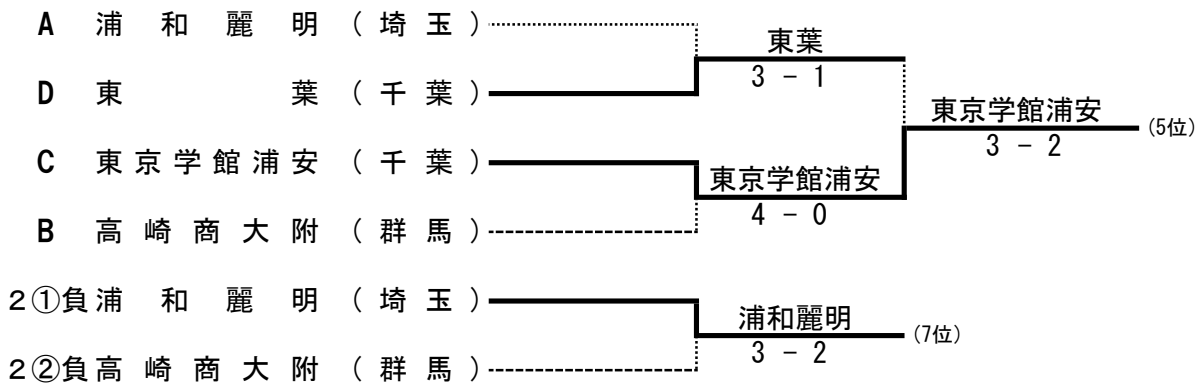 A 浦和麗明(埼玉)
東葉
3 - 1
D 東葉(千葉)
東京学館浦安 (5位)
3 - 2
C 東京学館浦安(千葉)
東京学館浦安
4 - 0
B 高崎商大附(群馬)
2①負浦和麗明(埼玉)
浦和麗明 (7位)
3 - 2
2②負高崎商大附(群馬)